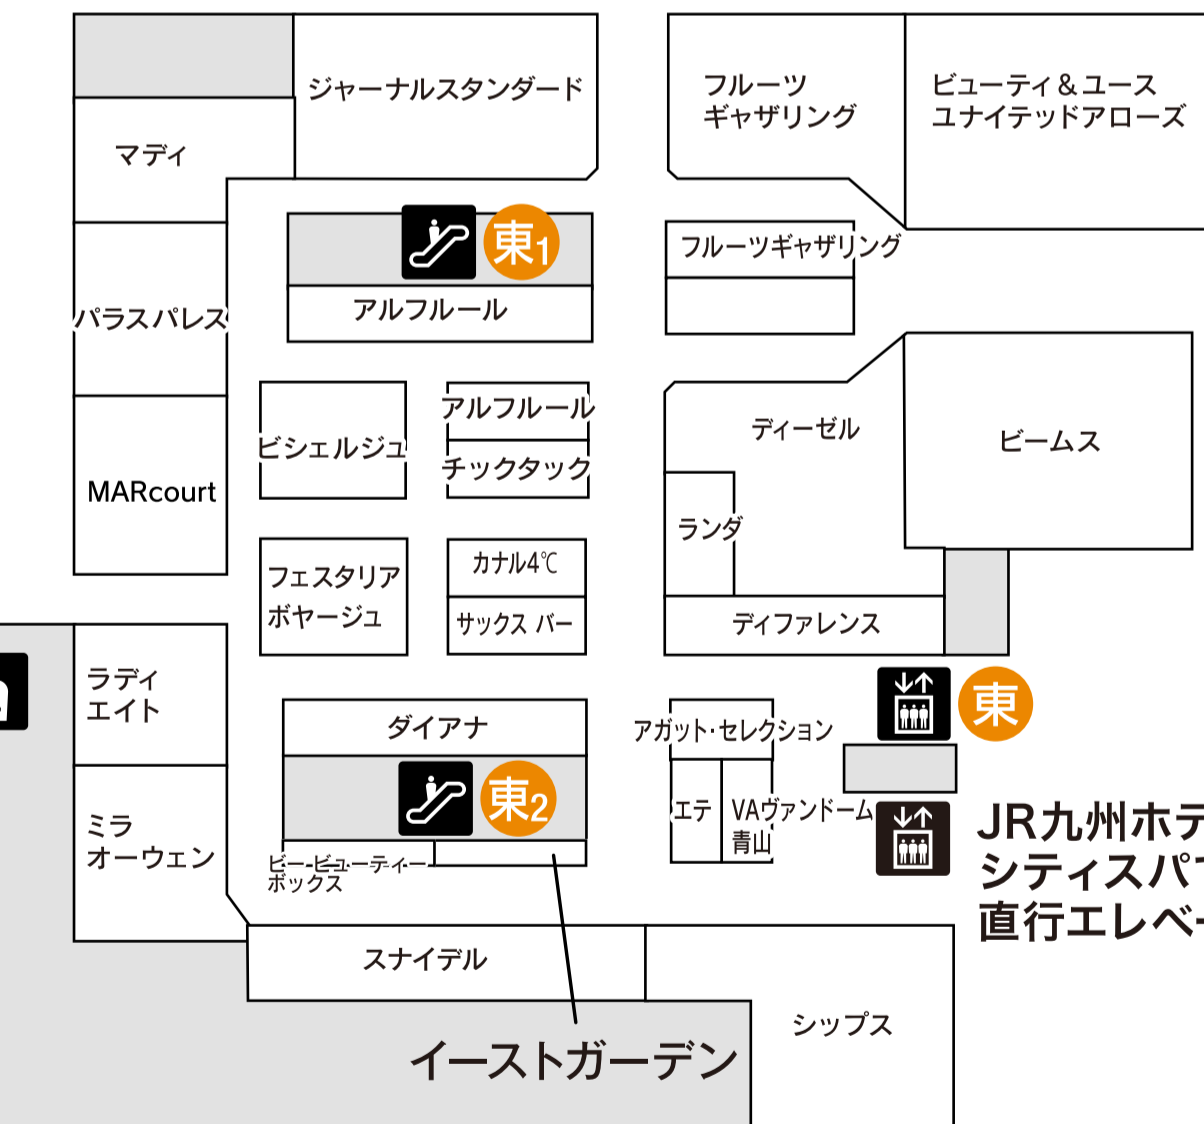 ジャーナルスタンダード
フルーツ
ギャザリング
ビューティ＆ユース
ユナイテッドアローズ
マディ
東1
フルーツギャザリング
アルフルール
パラスパレス
アルフルール
ビシェルジュ
チックタック
ディーゼル
ビームス
MARcourt
ランダ
フェスタリア
ボヤージュ
カナル4℃
サックス バー
ディファレンス
ラディ
エイト
ダイアナ
アガット・セレクション
東
東2
エテ
VAヴァンドーム
青山
ミラ
オーウェン
ビー・ビューティー
ボックス
JR九州ホテ
シティスパ
直行エレベー
スナイデル
シップス
イーストガーデン